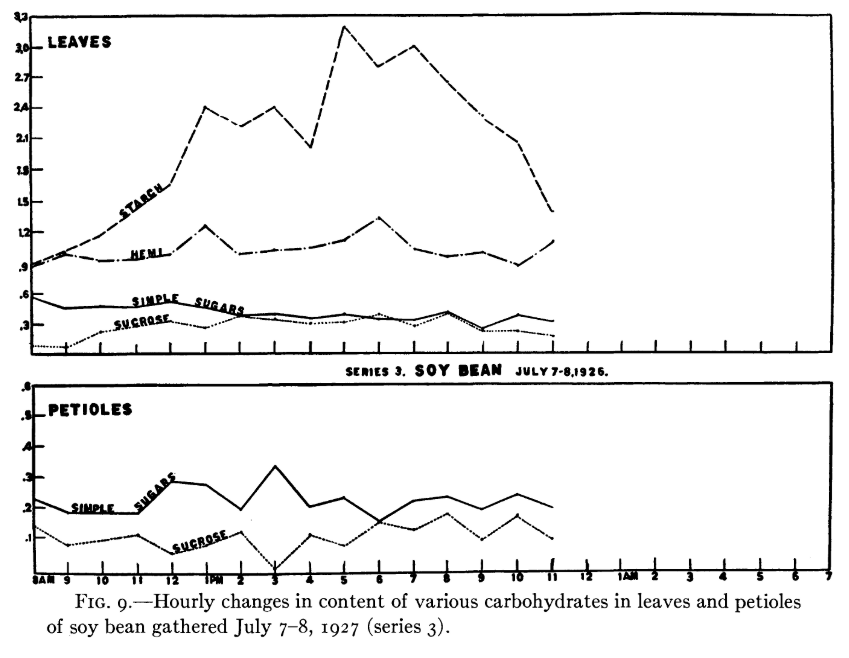 3,3
3,0
LEAVES
2.7
2,4
2.1
1.8
1.5
STARCH
1.2
HEMI
.9
.6
SIMPLE SUGARS
SUCROSE
.3
SERIES 3. SOY BEAN JULY 7-8,1926.
.6
PETIOLES
.5
.4
.3
SIMPLE SUGARS
.2
SUCROSE
.1
8AM 9 10 11 12 1PM 2 3 4 5 6 7 8 9 10 11 12 1AM 2 3 4 5 6 7
FIG. 9.—Hourly changes in content of various carbohydrates in leaves and petioles
of soy bean gathered July 7–8, 1927 (series 3).